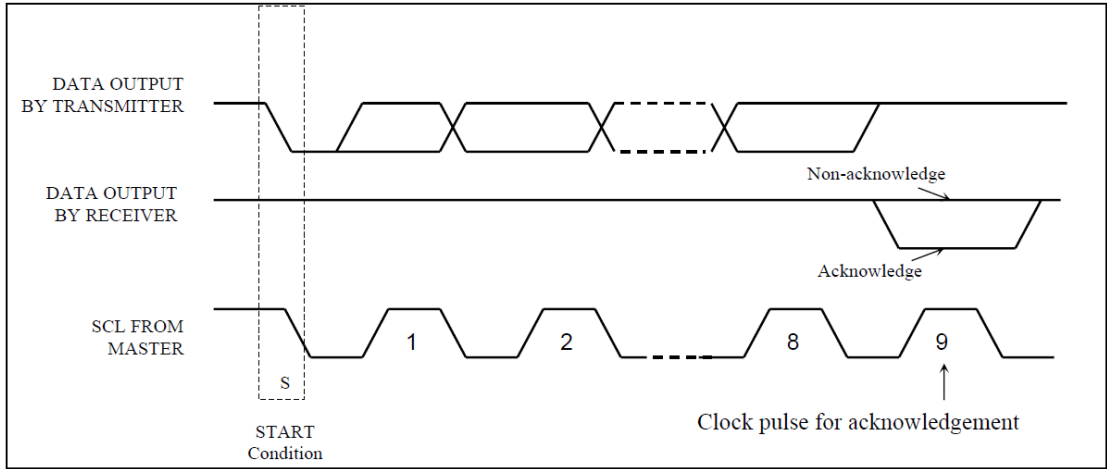 DATA OUTPUT
BY TRANSMITTER
Non-acknowledge
DATA OUTPUT
BY RECEIVER
Acknowledge
SCL FROM
MASTER
1
2
8
9
S
START
Condition
Clock pulse for acknowledgement